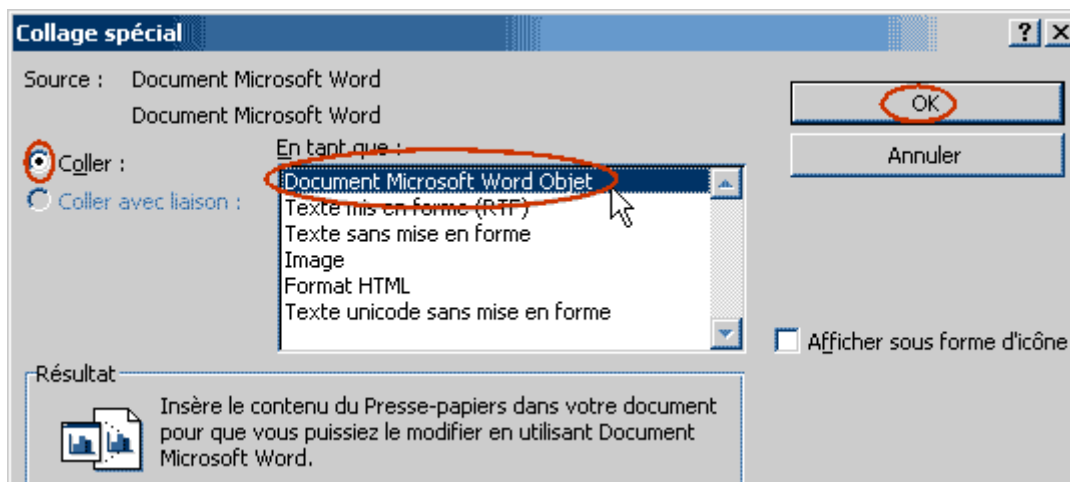 Collage spécial
Source : Document Microsoft Word
Document Microsoft Word
OK
Annuler
En tant que :
Coller :
Coller avec liaison :
Document Microsoft Word Objet
Texte mis en forme (RTF)
Texte sans mise en forme
Image
Format HTML
Texte unicode sans mise en forme
Afficher sous forme d'icône
Résultat
Insère le contenu du Presse-papiers dans votre document
pour que vous puissiez le modifier en utilisant Document
Microsoft Word.